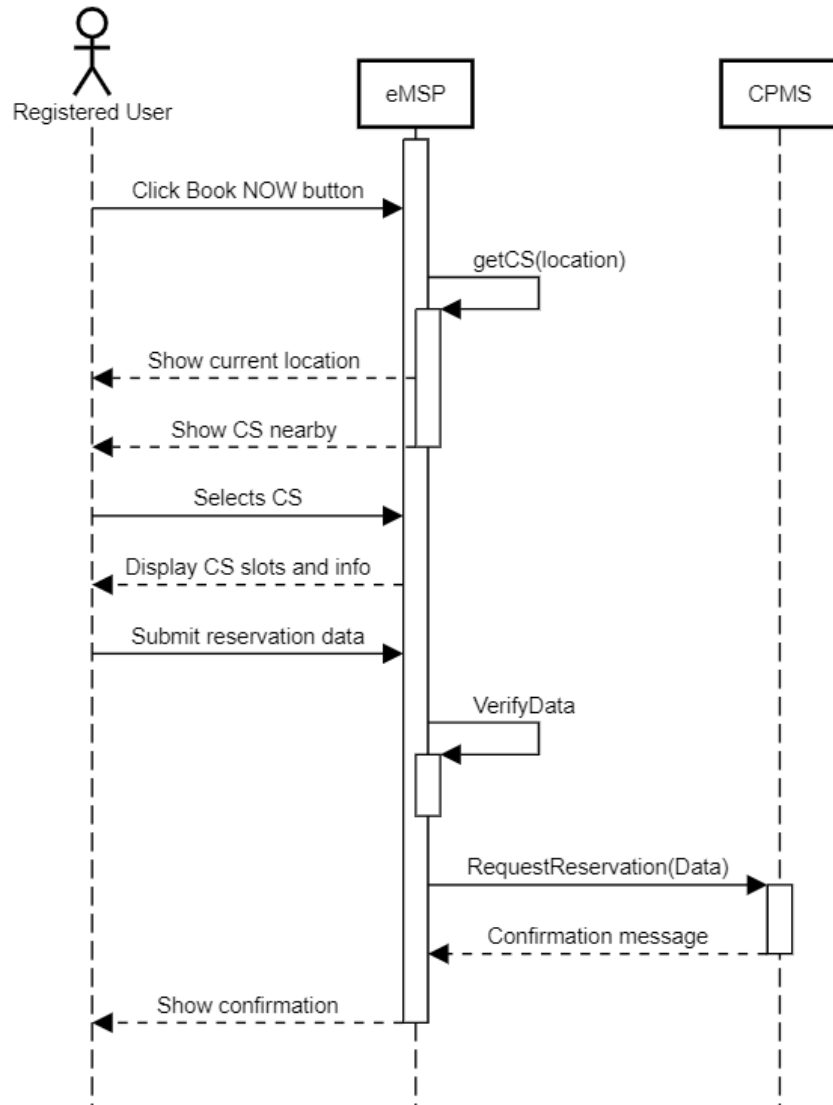 Registered User
eMSP
CPMS
Click Book NOW button
getCS(location)
Show current location
Show CS nearby
Selects CS
Display CS slots and info
Submit reservation data
VerifyData
RequestReservation(Data)
Confirmation message
Show confirmation